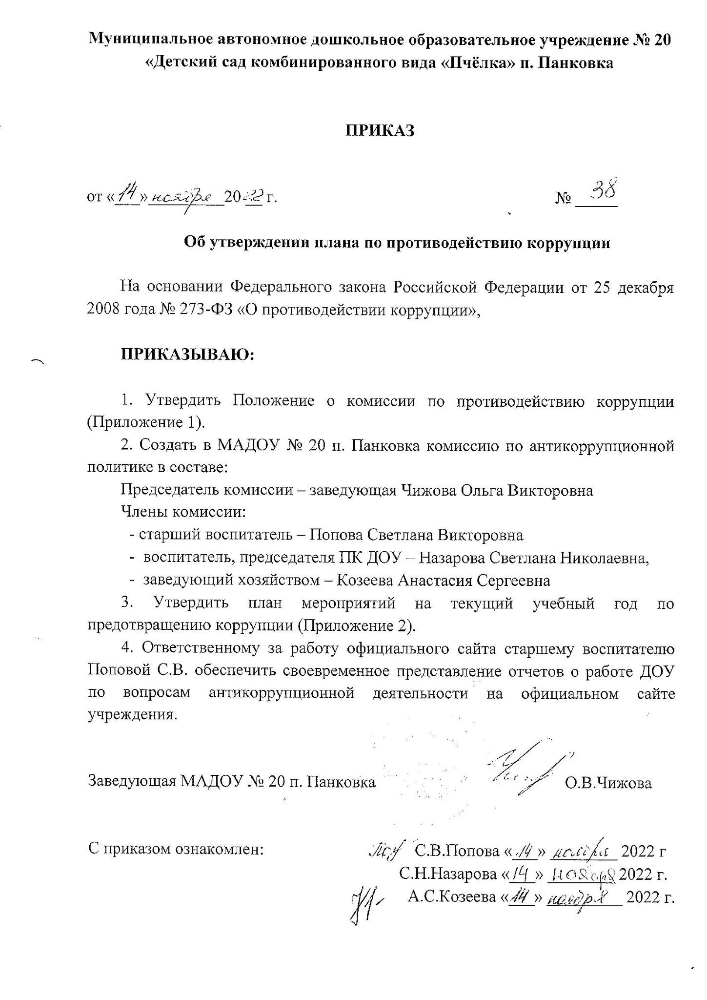 Муниципальное автономное дошкольное образовательное учреждение № 20
«Детский сад комбинированного вида «Пчёлка» п. Панковка
ПРИКАЗ
от «14» ноября 2022 г. № 38
Об утверждении плана по противодействию коррупции
На основании Федерального закона Российской Федерации от 25 декабря
2008 года № 273-ФЗ «О противодействии коррупции»,
ПРИКАЗЫВАЮ:
1. Утвердить Положение о комиссии по противодействию коррупции
(Приложение 1).
2. Создать в МАДОУ № 20 п. Панковка комиссию по антикоррупционной
политике в составе:
Председатель комиссии – заведующая Чижова Ольга Викторовна
Члены комиссии:
- старший воспитатель – Попова Светлана Викторовна
- воспитатель, председателя ПК ДОУ – Назарова Светлана Николаевна,
- заведующий хозяйством – Козеева Анастасия Сергеевна
3. Утвердить план мероприятий на текущий учебный год по
предотвращению коррупции (Приложение 2).
4. Ответственному за работу официального сайта старшему воспитателю
Поповой С.В. обеспечить своевременное представление отчетов о работе ДОУ
по вопросам антикоррупционной деятельности на официальном сайте
учреждения.
Заведующая МАДОУ № 20 п. Панковка О.В.Чижова
С приказом ознакомлен: С.В.Попова «14» ноября 2022 г
С.Н.Назарова «14» ноября 2022 г.
А.С.Козеева «14» ноября 2022 г.